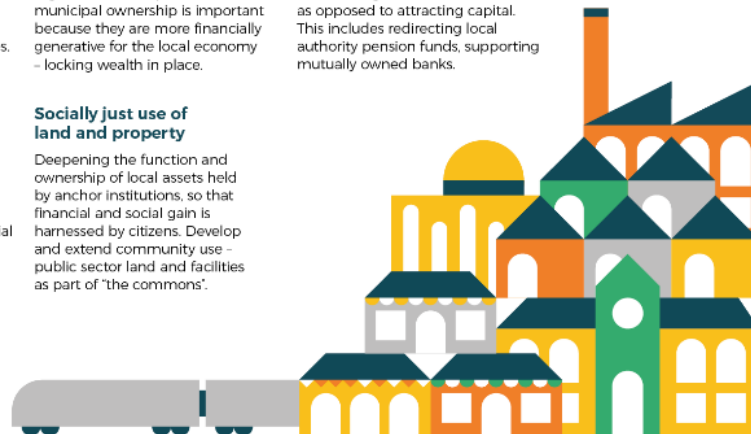 municipal ownership is important
because they are more financially
generative for the local economy
– locking wealth in place.
Socially just use of
land and property
Deepening the function and
ownership of local assets held
by anchor institutions, so that
financial and social gain is
harnessed by citizens. Develop
and extend community use –
public sector land and facilities
as part of “the commons”.
as opposed to attracting capital.
This includes redirecting local
authority pension funds, supporting
mutually owned banks.